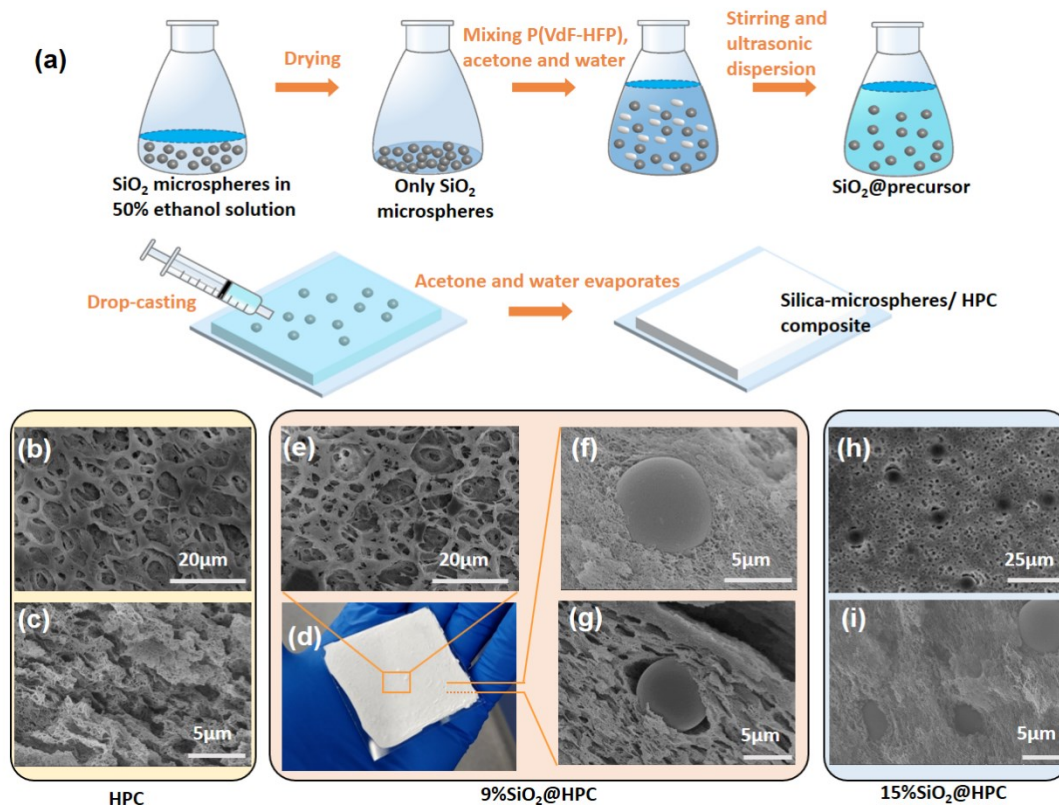 (a)
Drying
Mixing P(VdF-HFP),
acetone and water
Stirring and
ultrasonic
dispersion
SiO₂ microspheres in
50% ethanol solution
Only SiO₂
microspheres
SiO₂@precursor
Drop-casting
Acetone and water evaporates
Silica-microspheres/ HPC
composite
(b)
20μm
(c)
5μm
HPC
(e)
20μm
(d)
(f)
5μm
(g)
5μm
9%SiO₂@HPC
(h)
25μm
(i)
5μm
15%SiO₂@HPC